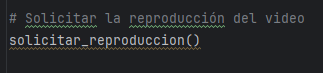 # Solicitar la reproducción del video
solicitar_reproduccion()